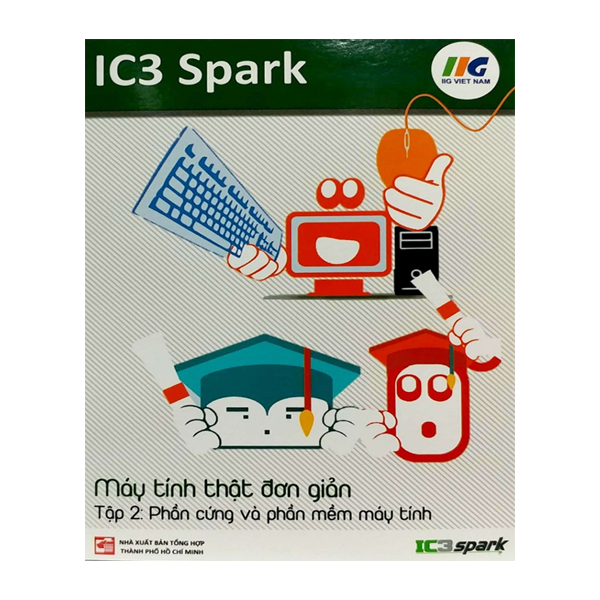 IC3 Spark
IIG
IIG VIET NAM
Máy tính thật đơn giản
Tập 2: Phần cứng và phần mềm máy tính
NHÀ XUẤT BẢN TỔNG HỢP
THÀNH PHỐ HỒ CHÍ MINH
IC3 spark